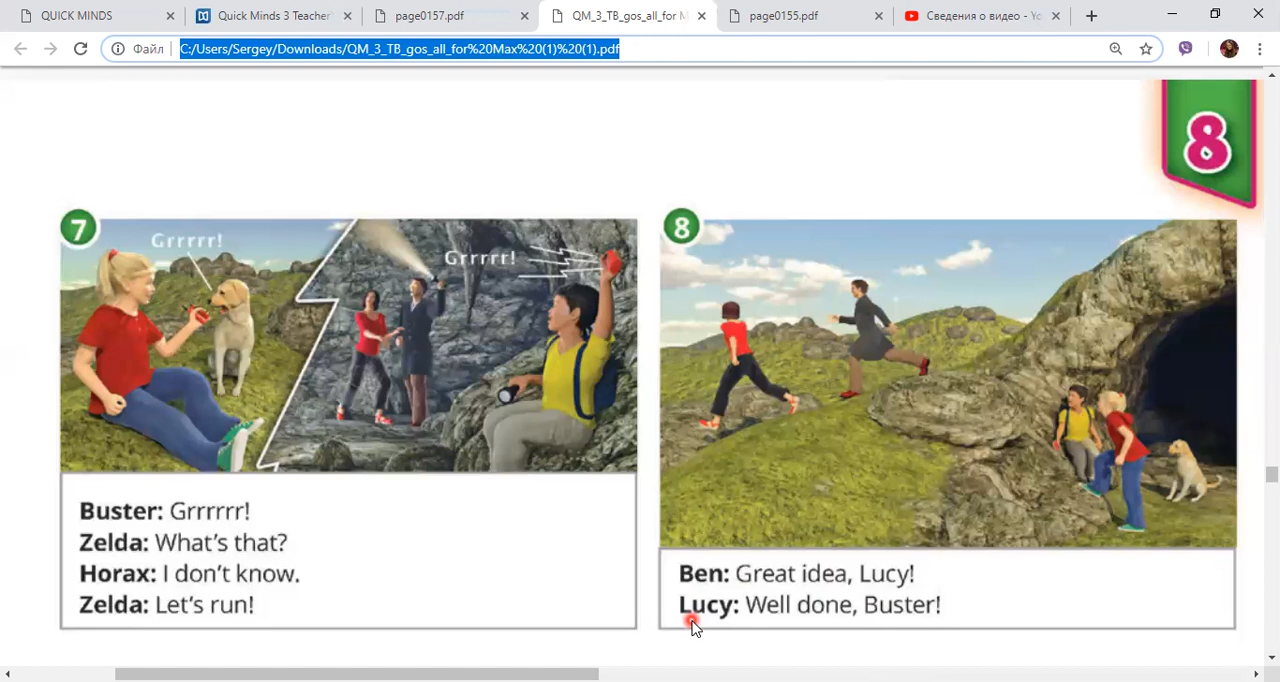 QUICK MINDS
Quick Minds 3 Teacher'
page0157.pdf
QM_3_TB_gos_all_for M
page0155.pdf
Сведения о видео - Yo
Файл
C:/Users/Sergey/Downloads/QM_3_TB_gos_all_for%20Max%20(1)%20(1).pdf
8
7
Grrrrr!
Grrrrr!
8
Buster: Grrrrrr!
Zelda: What's that?
Horax: I don't know.
Zelda: Let's run!
Ben: Great idea, Lucy!
Lucy: Well done, Buster!